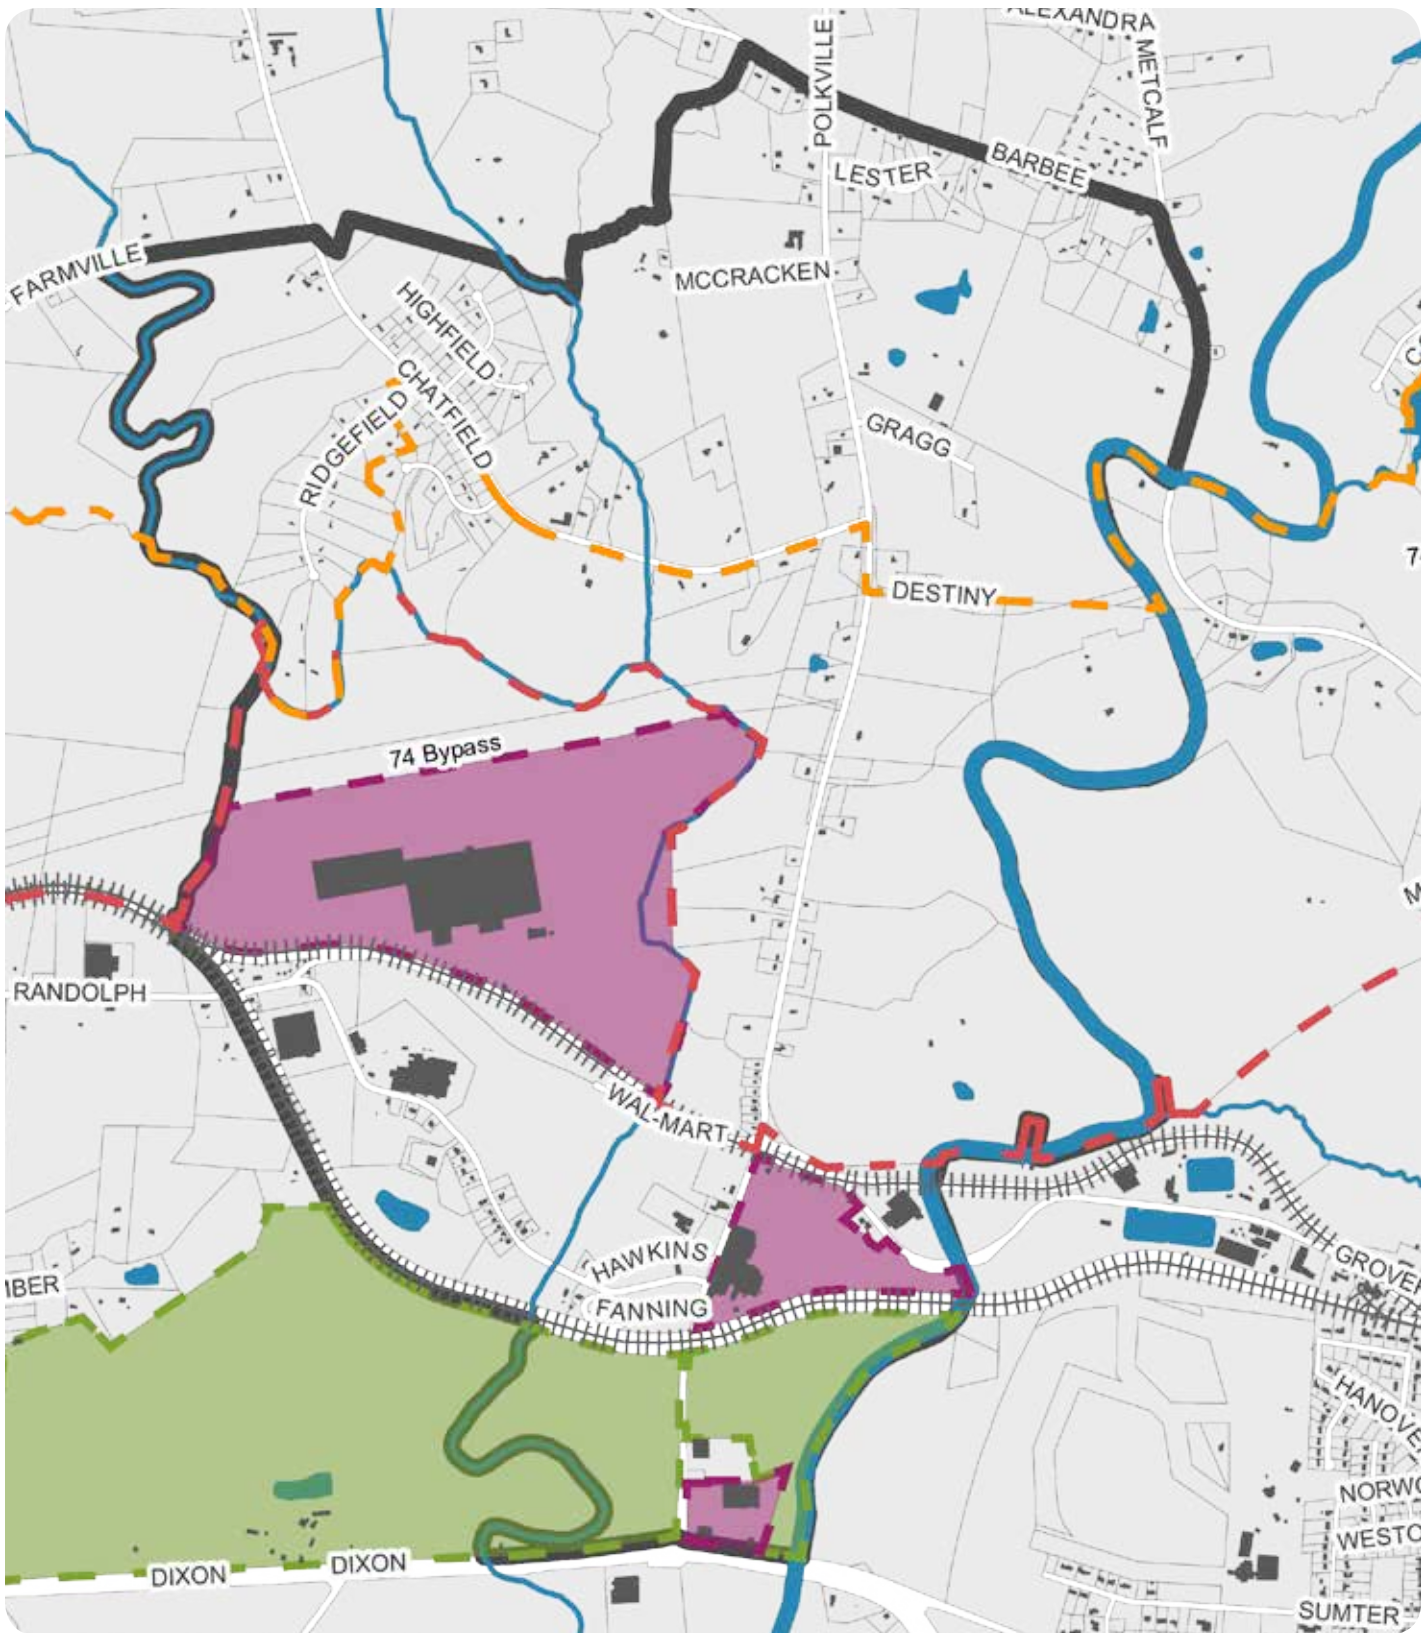 ALEXANDRA
POLKVILLE
METCALF
BARBEE
LESTER
FARMVILLE
MCCRACKEN
HIGHFIELD
CHATFIELD
RIDGEFIELD
GRAGG
DESTINY
74 Bypass
RANDOLPH
WAL-MART
HAWKINS
FANNING
GROVER
DIXON
DIXON
SUMTER